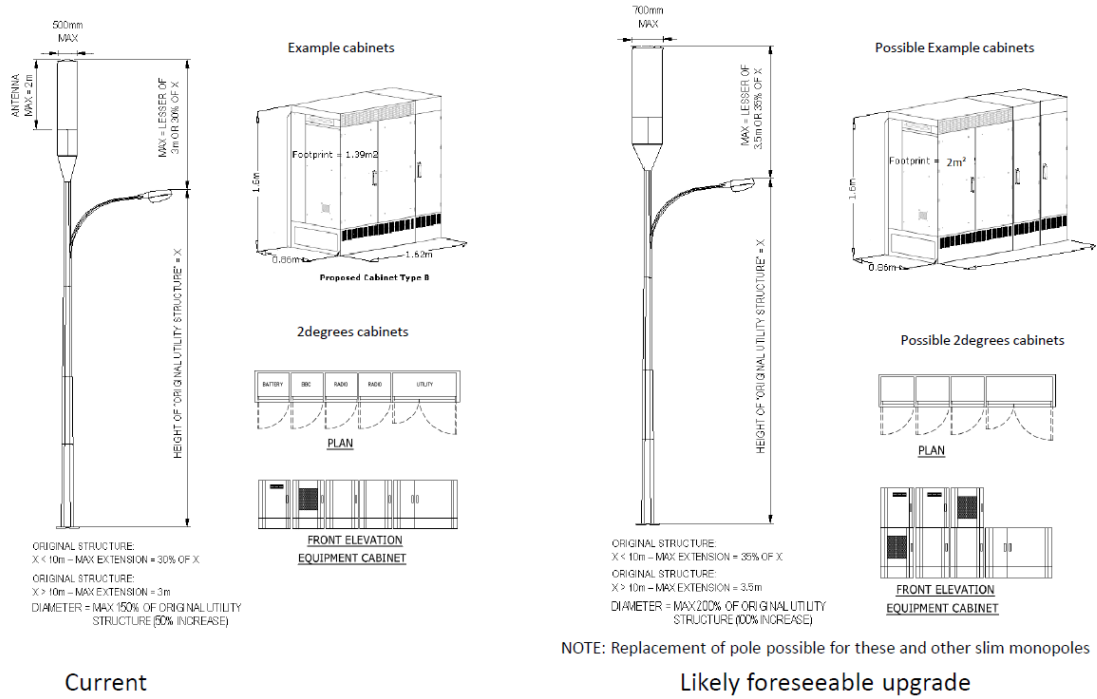 500mm
MAX
ANTENNA
MAX = 2m
MAX = LESSER OF
3m OR 30% OF X
HEIGHT OF "ORIGINAL UTILITY STRUCTURE" = X
Example cabinets
Footprint = 1.39m2
1.6m
0.86m
1.62m
Proposed Cabinet Type B
2degrees cabinets
BATTERY BBC RADIO RADIO UTILITY
PLAN
FRONT ELEVATION
EQUIPMENT CABINET
ORIGINAL STRUCTURE:
X < 10m – MAX EXTENSION = 30% OF X
ORIGINAL STRUCTURE:
X > 10m – MAX EXTENSION = 3m
DIAMETER = MAX 150% OF ORIGINAL UTILITY
STRUCTURE (50% INCREASE)
Current
700mm
MAX
MAX = LESSER OF
3.5m OR 35% OF X
HEIGHT OF "ORIGINAL UTILITY STRUCTURE" = X
Possible Example cabinets
Footprint = 2m²
1.6m
0.86m
Possible 2degrees cabinets
PLAN
FRONT ELEVATION
EQUIPMENT CABINET
ORIGINAL STRUCTURE:
X < 10m – MAX EXTENSION = 35% OF X
ORIGINAL STRUCTURE:
X > 10m – MAX EXTENSION = 3.5m
DIAMETER = MAX 200% OF ORIGINAL UTILITY
STRUCTURE (100% INCREASE)
NOTE: Replacement of pole possible for these and other slim monopoles
Likely foreseeable upgrade